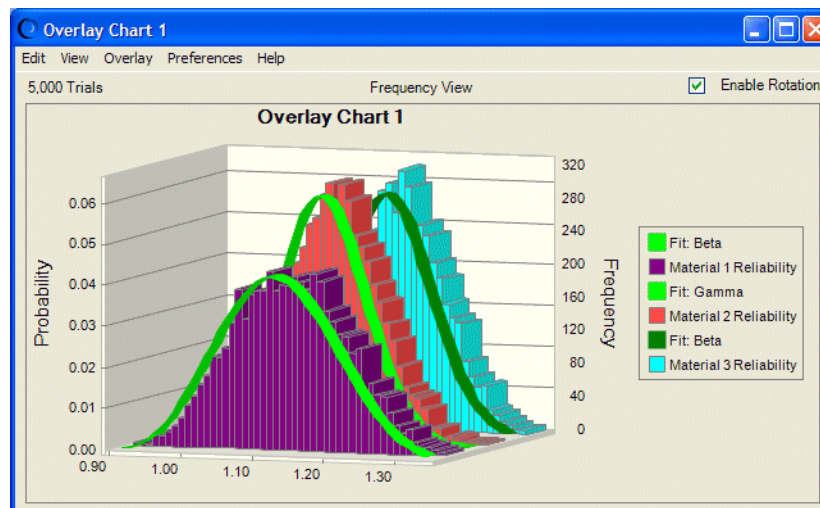 Overlay Chart 1
Edit View Overlay Preferences Help
5,000 Trials Frequency View Enable Rotation
Overlay Chart 1
Probability
0.06
0.05
0.04
0.03
0.02
0.01
0.00
0.90 1.00 1.10 1.20 1.30
320
280
240
200
160
120
80
40
0
Frequency
Fit: Beta
Material 1 Reliability
Fit: Gamma
Material 2 Reliability
Fit: Beta
Material 3 Reliability